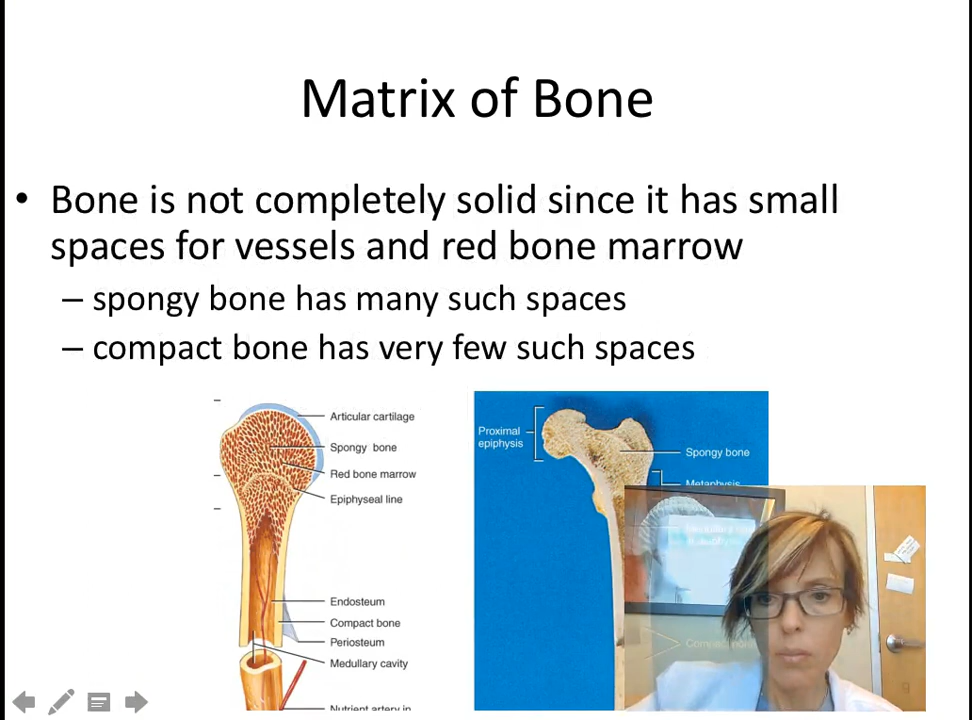 Matrix of Bone
• Bone is not completely solid since it has small
spaces for vessels and red bone marrow
– spongy bone has many such spaces
– compact bone has very few such spaces
Articular cartilage
Spongy bone
Red bone marrow
Epiphyseal line
Endosteum
Compact bone
Periosteum
Medullary cavity
Nutrient artery in
Proximal
epiphysis
Spongy bone
Metaphysis
9